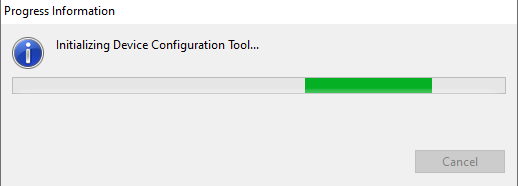 Progress Information
Initializing Device Configuration Tool...
Cancel